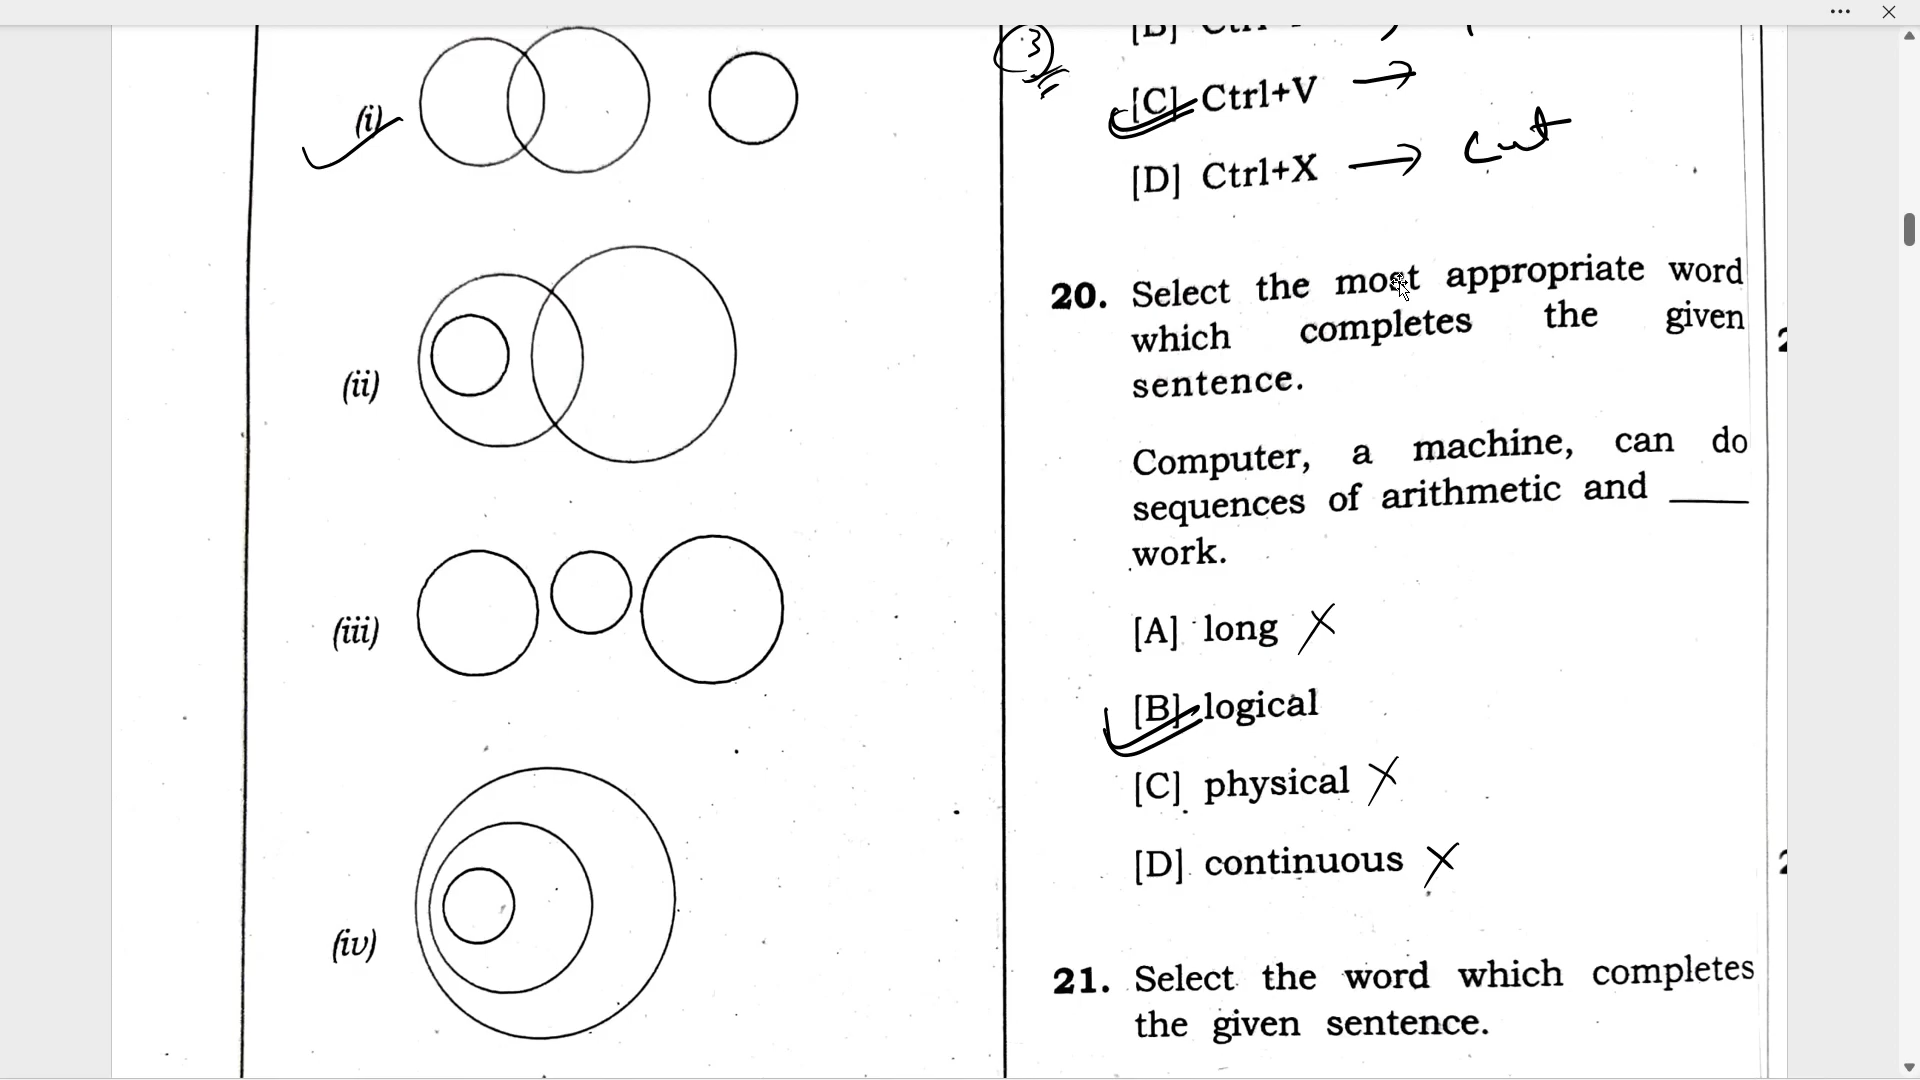 (i)
(ii)
(iii)
(iv)
3
[C] Ctrl+V →
[D] Ctrl+X → cut
20. Select the most appropriate word
which completes the given
sentence.
Computer, a machine, can do
sequences of arithmetic and ____
work.
[A] long X
[B] logical
[C] physical X
[D] continuous X
21. Select the word which completes
the given sentence.